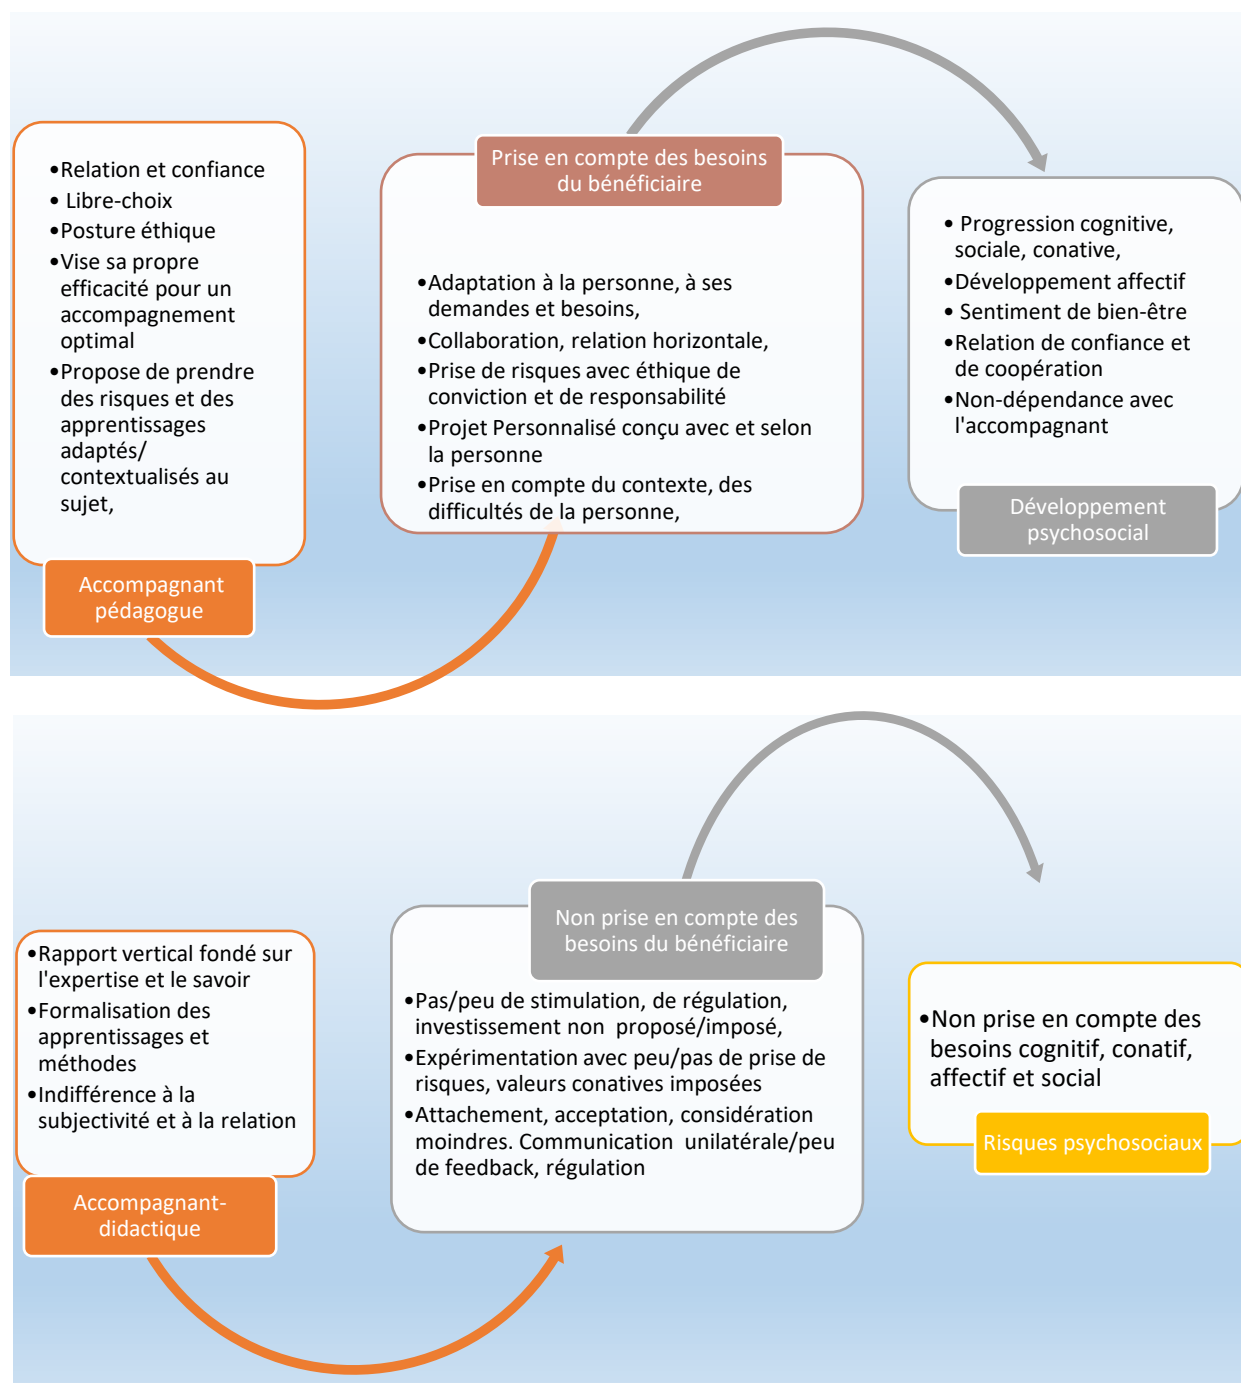 •Relation et confiance
• Libre-choix
•Posture éthique
•Vise sa propre
efficacité pour un
accompagnement
optimal
•Propose de prendre
des risques et des
apprentissages
adaptés/
contextualisés au
sujet,
Accompagnant
pédagogue
Prise en compte des besoins
du bénéficiaire
•Adaptation à la personne, à ses
demandes et besoins,
•Collaboration, relation horizontale,
•Prise de risques avec éthique de
conviction et de responsabilité
•Projet Personnalisé conçu avec et selon
la personne
•Prise en compte du contexte, des
difficultés de la personne,
• Progression cognitive,
sociale, conative,
•Développement affectif
• Sentiment de bien-être
•Relation de confiance et
de coopération
•Non-dépendance avec
l'accompagnant
Développement
psychosocial
•Rapport vertical fondé sur
l'expertise et le savoir
•Formalisation des
apprentissages et
méthodes
•Indifférence à la
subjectivité et à la relation
Accompagnant-
didactique
Non prise en compte des
besoins du bénéficiaire
•Pas/peu de stimulation, de régulation,
investissement non proposé/imposé,
•Expérimentation avec peu/pas de prise de
risques, valeurs conatives imposées
•Attachement, acceptation, considération
moindres. Communication unilatérale/peu
de feedback, régulation
•Non prise en compte des
besoins cognitif, conatif,
affectif et social
Risques psychosociaux